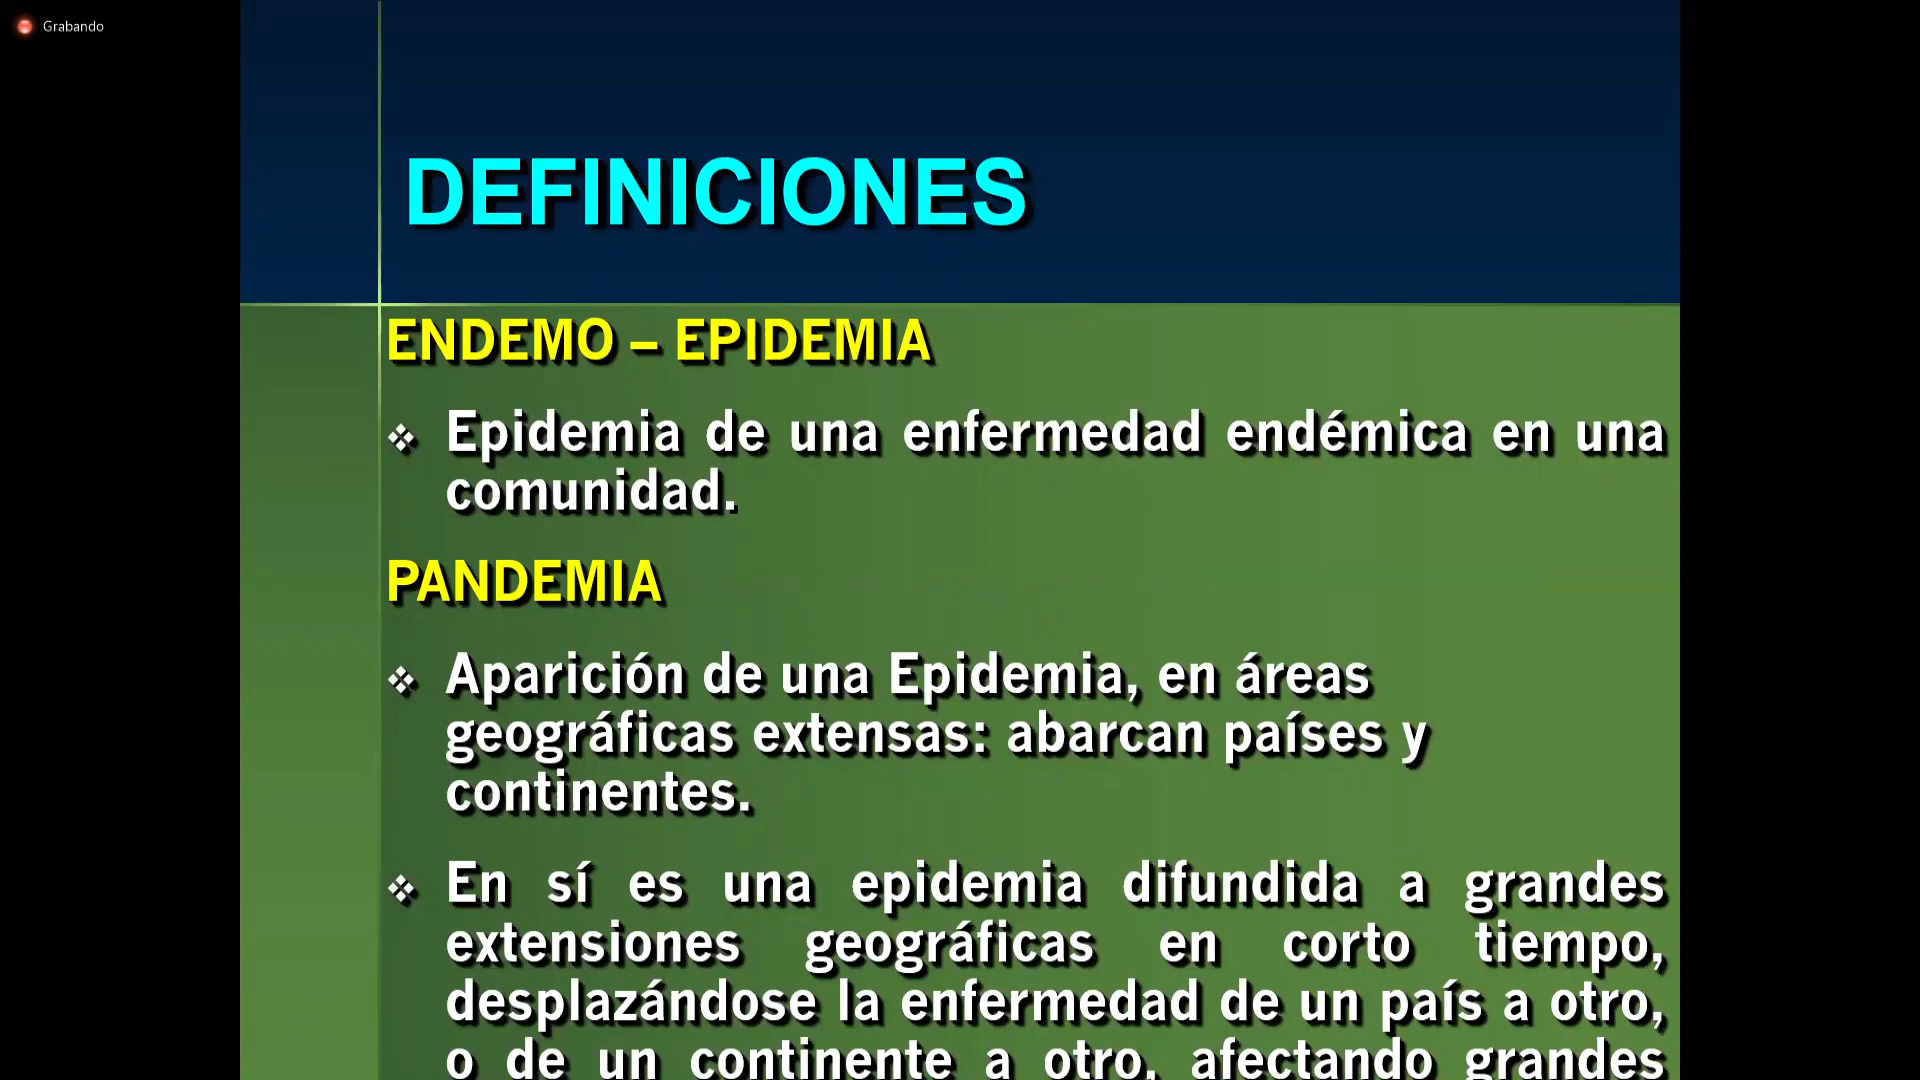 Grabando
DEFINICIONES
ENDEMO – EPIDEMIA
❖ Epidemia de una enfermedad endémica en una
comunidad.
PANDEMIA
❖ Aparición de una Epidemia, en áreas
geográficas extensas: abarcan países y
continentes.
❖ En sí es una epidemia difundida a grandes
extensiones geográficas en corto tiempo,
desplazándose la enfermedad de un país a otro,
o de un continente a otro, afectando grandes